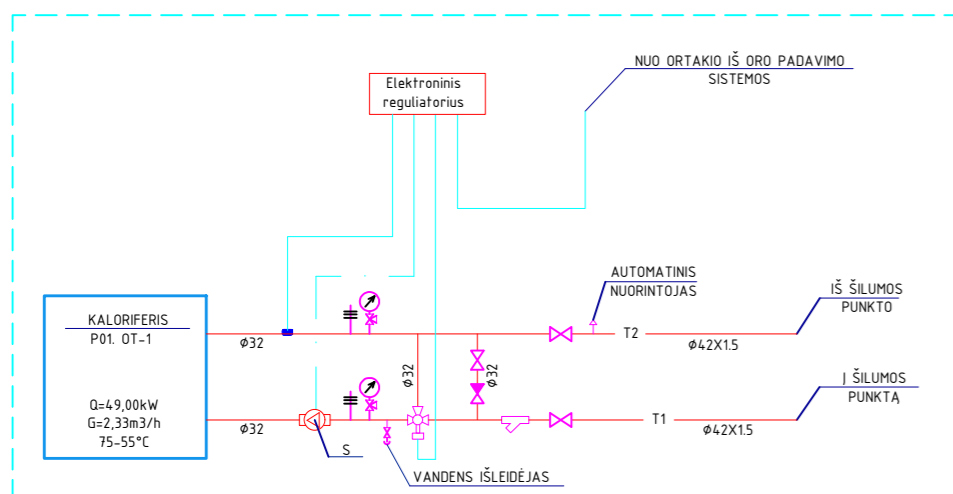 NUO ORTAKIO IŠ ORO PADAVIMO
SISTEMOS
Elektroninis
reguliatorius
AUTOMATINIS
NUORINTOJAS
IŠ ŠILUMOS
PUNKTO
KALORIFERIS
P01. OT-1
Q=49,00kW
G=2,33m3/h
75-55°C
ϕ32
T2
ϕ42X1.5
ϕ32
ϕ32
Į ŠILUMOS
PUNKTĄ
ϕ32
S
T1
ϕ42X1.5
VANDENS IŠLEIDĖJAS